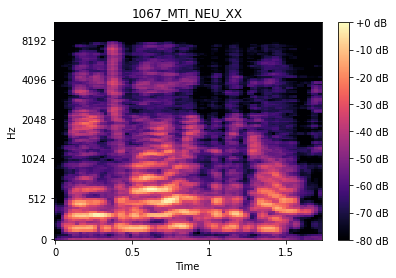 1067_MTI_NEU_XX
+0 dB
8192
-10 dB
4096
-20 dB
-30 dB
2048
Hz
-40 dB
1024
-50 dB
512
-60 dB
-70 dB
0
-80 dB
0
0.5
1
1.5
Time